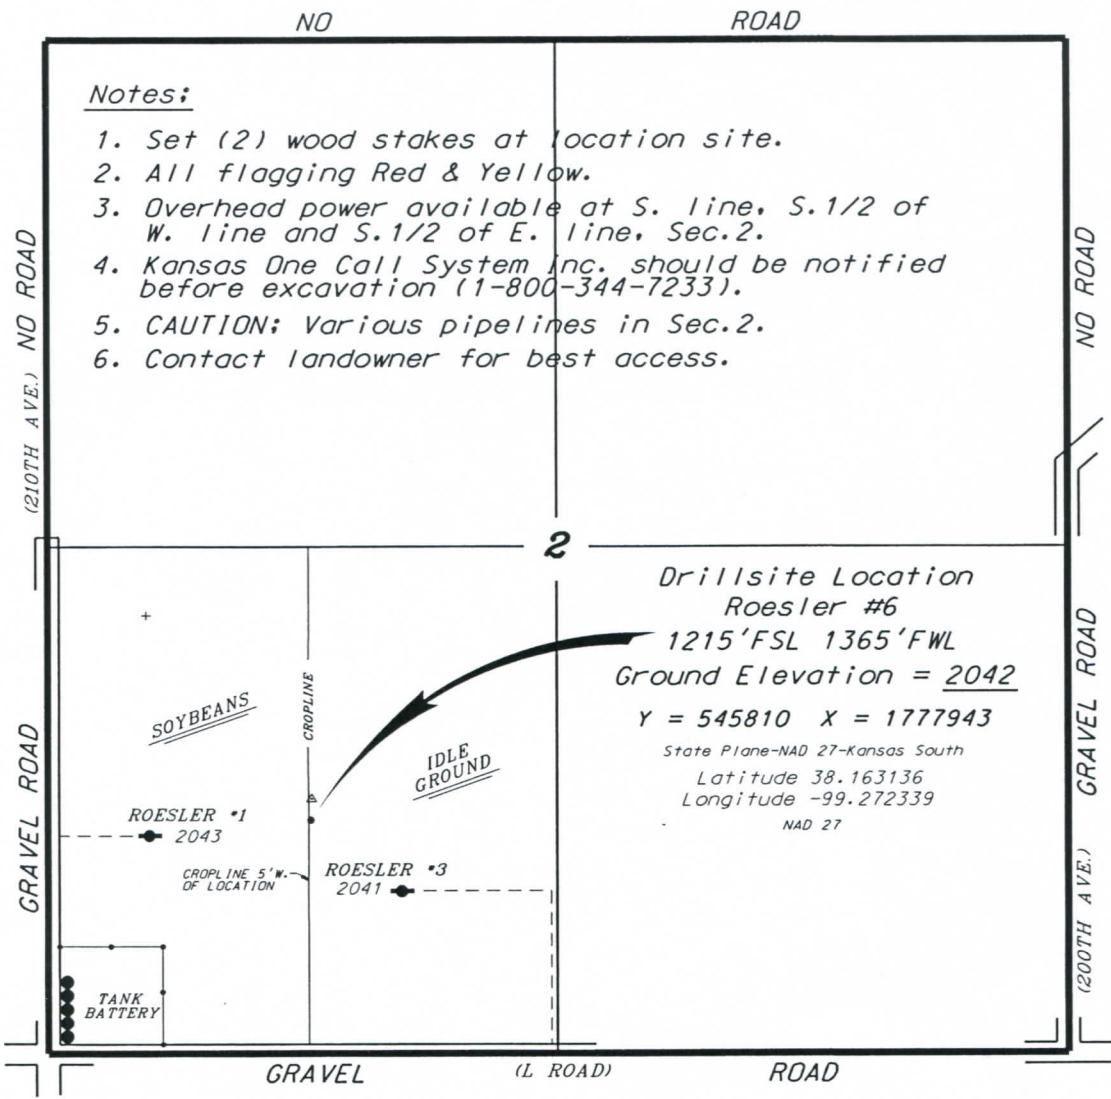 NO ROAD
Notes:
1. Set (2) wood stakes at location site.
2. All flagging Red & Yellow.
3. Overhead power available at S. line, S.1/2 of
W. line and S.1/2 of E. line, Sec.2.
4. Kansas One Call System Inc. should be notified
before excavation (1-800-344-7233).
5. CAUTION: Various pipelines in Sec.2.
6. Contact landowner for best access.
NO ROAD
(210TH AVE.)
GRAVEL ROAD
NO ROAD
GRAVEL ROAD
(200TH AVE.)
2
Drillsite Location
Roesler #6
1215'FSL 1365'FWL
Ground Elevation = 2042
Y = 545810 X = 1777943
State Plane-NAD 27-Kansas South
Latitude 38.163136
Longitude -99.272339
NAD 27
SOYBEANS
CROPLINE
IDLE
GROUND
ROESLER #1
2043
CROPLINE 5'W.
OF LOCATION
ROESLER #3
2041
TANK
BATTERY
GRAVEL (L ROAD) ROAD